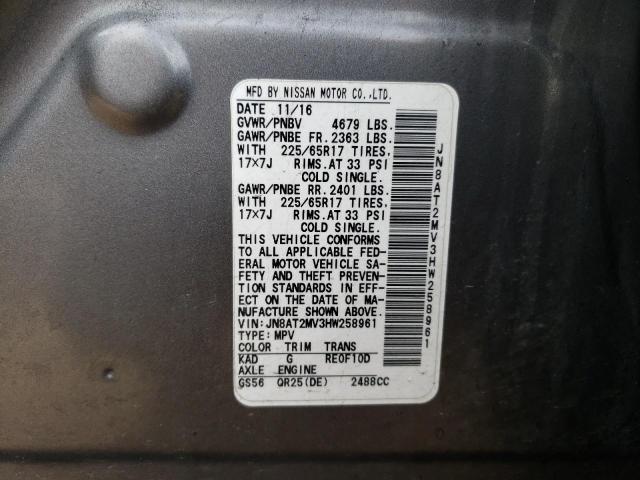 MFD BY NISSAN MOTOR CO.,LTD.
DATE 11/16
GVWR/PNBV 4679 LBS.
GAWR/PNBE FR. 2363 LBS.
WITH 225/65R17 TIRES.
17×7J RIMS.AT 33 PSI
COLD SINGLE.
GAWR/PNBE RR. 2401 LBS.
WITH 225/65R17 TIRES.
17×7J RIMS.AT 33 PSI
COLD SINGLE.
THIS VEHICLE CONFORMS
TO ALL APPLICABLE FED-
ERAL MOTOR VEHICLE SA-
FETY AND THEFT PREVEN-
TION STANDARDS IN EFF-
ECT ON THE DATE OF MA-
NUFACTURE SHOWN ABOVE.
VIN:JN8AT2MV3HW258961
TYPE:MPV
COLOR TRIM TRANS
KAD G RE0F10D
AXLE ENGINE
GS56 QR25(DE) 2488CC
JN8AT2MV3HW258961